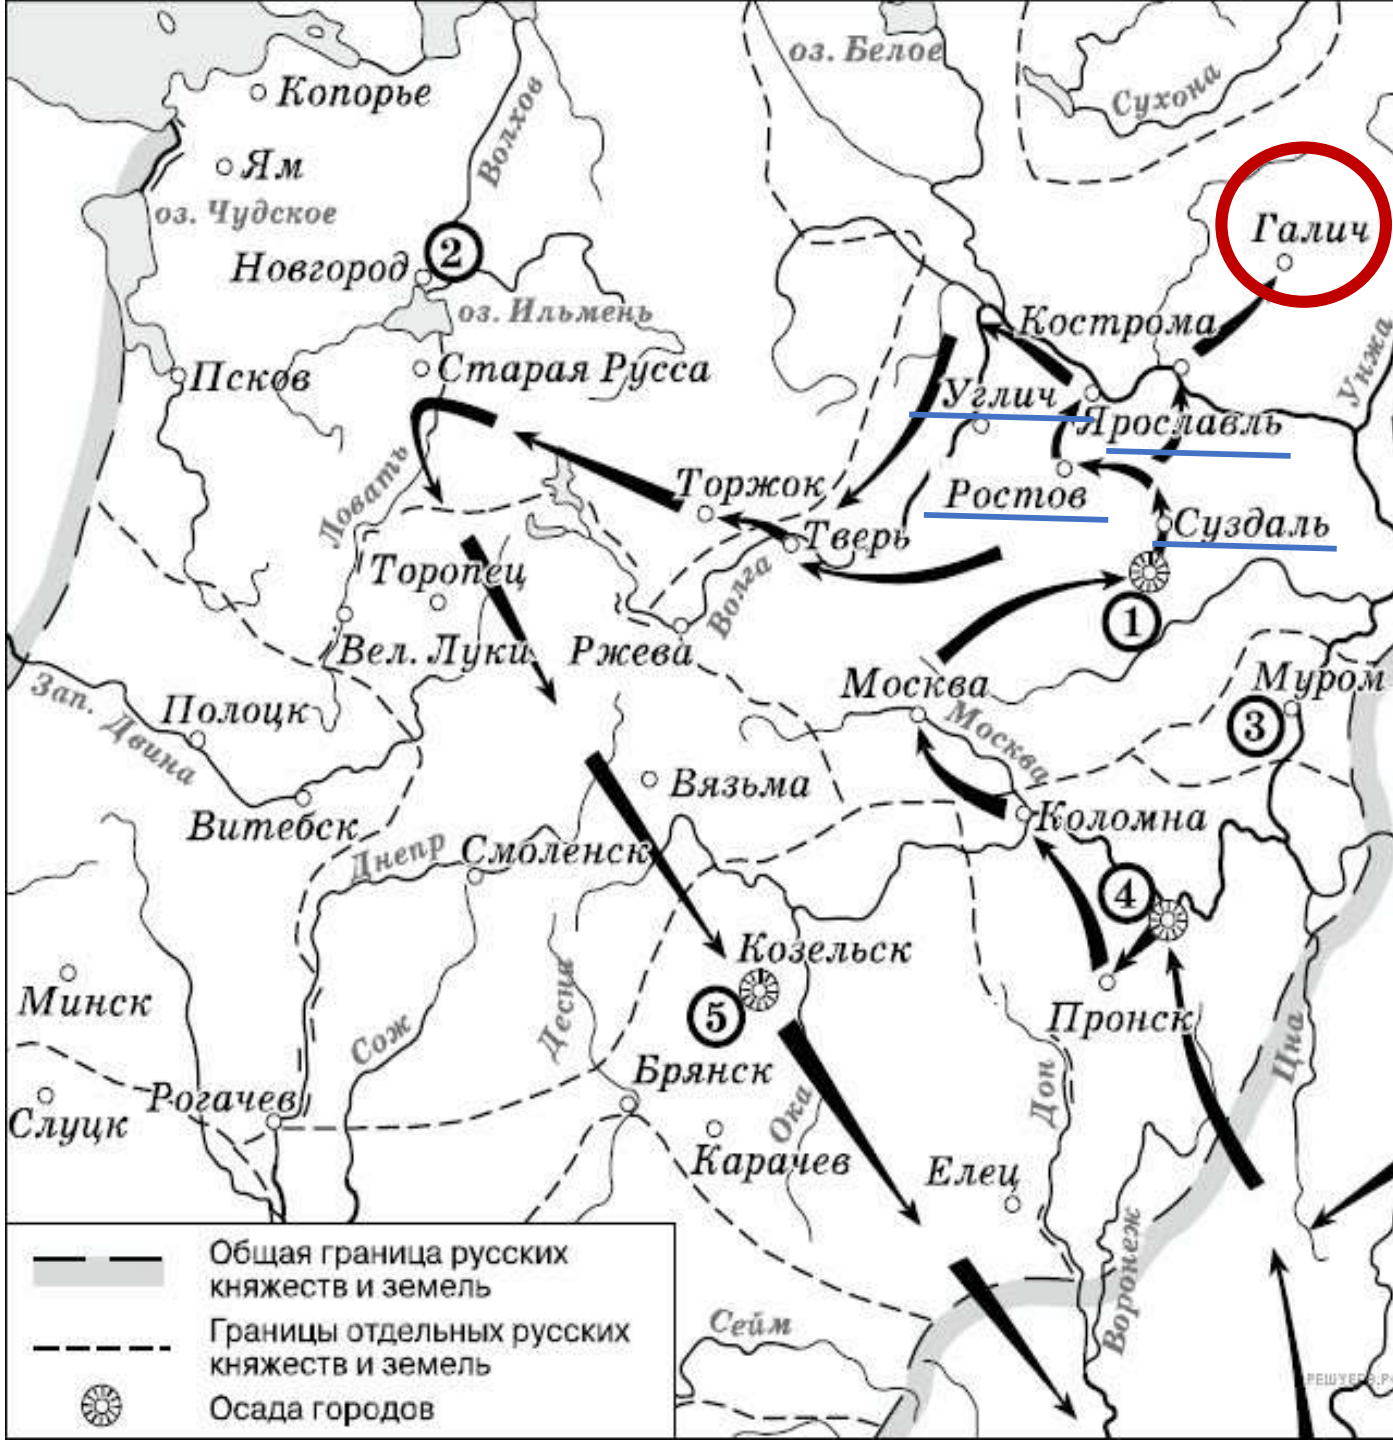 оз. Белое
Сухона
Копорье
Волхов
Ям
оз. Чудское
Галич
2
Новгород
оз. Ильмень
Кострома
Унжа
Псков
Старая Русса
Углич
Ярославль
Ловать
Торжок
Ростов
Суздаль
Тверь
Торопец
Волга
1
Вел. Луки
Ржева
Зап. Двина
Москва
Муром
Полоцк
Москва
3
Вязьма
Витебск
Коломна
Днепр
Смоленск
4
Козельск
Минск
Десна
5
Пронск
Сож
Цна
Брянск
Дон
Слуцк
Рогачев
Ока
Карачев
Елец
Воронеж
Сейм
Общая граница русских
княжеств и земель
Границы отдельных русских
княжеств и земель
Осада городов